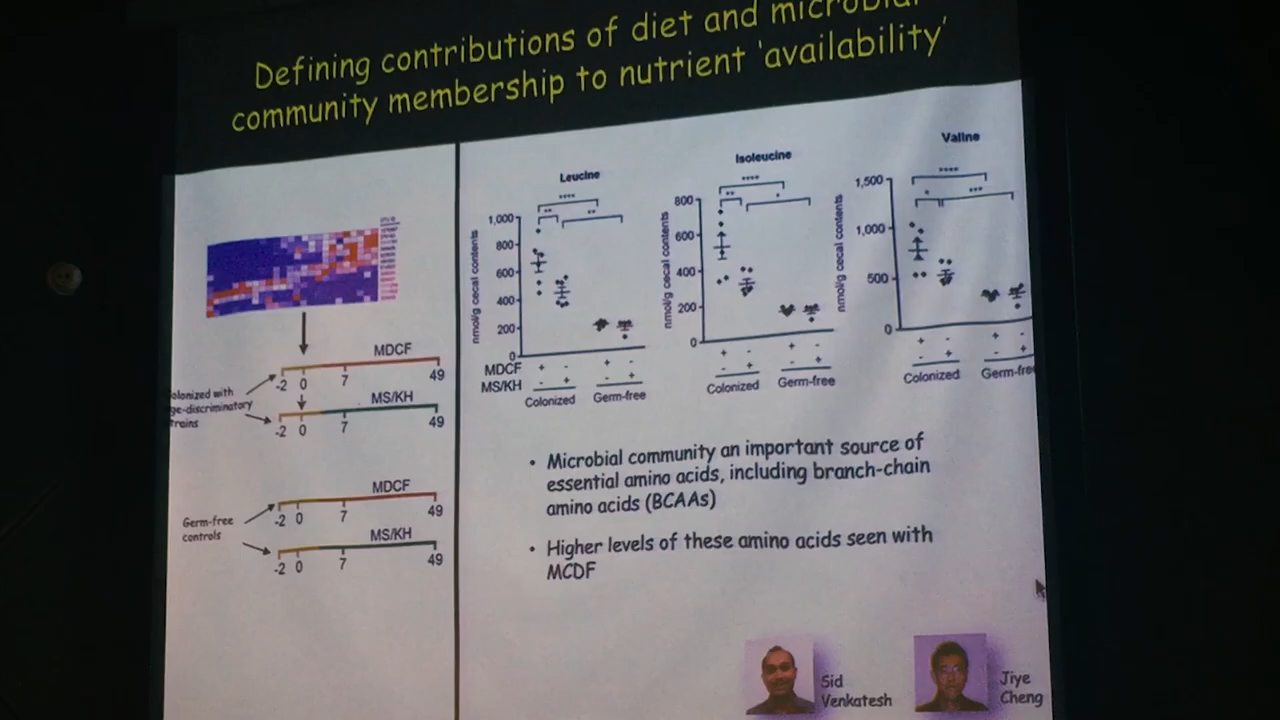 Defining contributions of diet and microbial
community membership to nutrient 'availability'
MDCF
-2 0 7 49
MS/KH
-2 0 7 49
olonized with
ge-discriminatory
trains
MDCF
-2 0 7 49
MS/KH
-2 0 7 49
Germ-free
controls
Leucine
****
** **
nmol/g cecal contents
1,000
800
600
400
200
0
MDCF + - + -
MS/KH - + - +
Colonized Germ-free
Isoleucine
****
** *
nmol/g cecal contents
800
600
400
200
0
+ - + -
- + - +
Colonized Germ-free
Valine
****
* ***
nmol/g cecal contents
1,500
1,000
500
0
+ - + -
- + - +
Colonized Germ-free
• Microbial community an important source of
essential amino acids, including branch-chain
amino acids (BCAAs)
• Higher levels of these amino acids seen with
MCDF
Sid
Venkatesh
Jiye
Cheng